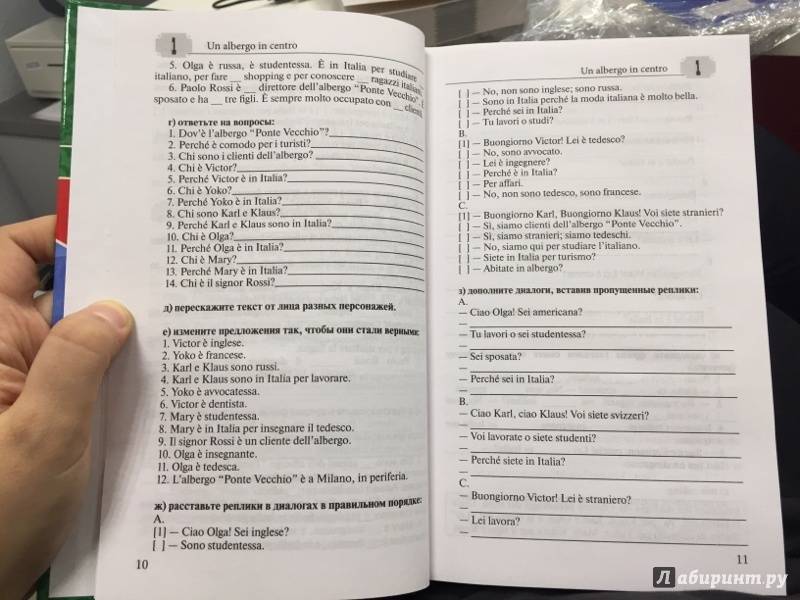 1 Un albergo in centro
5. Olga è russa, è studentessa. È in Italia per studiare
italiano, per fare __ shopping e per conoscere __ ragazzi italiani.
6. Paolo Rossi è __ direttore dell'albergo "Ponte Vecchio".
sposato e ha __ tre figli. È sempre molto occupato con __
г) ответьте на вопросы:
1. Dov'è l'albergo "Ponte Vecchio"?
2. Perché è comodo per i turisti?
3. Chi sono i clienti dell'albergo?
4. Chi è Victor?
5. Perché Victor è in Italia?
6. Chi è Yoko?
7. Perché Yoko è in Italia?
8. Chi sono Karl e Klaus?
9. Perché Karl e Klaus sono in Italia?
10. Chi è Olga?
11. Perché Olga è in Italia?
12. Chi è Mary?
13. Perché Mary è in Italia?
14. Chi è il signor Rossi?
д) перескажите текст от лица разных персонажей.
е) измените предложения так, чтобы они стали верными:
1. Victor è inglese.
2. Yoko è francese.
3. Karl e Klaus sono russi.
4. Karl e Klaus sono in Italia per lavorare.
5. Yoko è avvocatessa.
6. Victor è dentista.
7. Mary è studentessa.
8. Mary è in Italia per insegnare il tedesco.
9. Il signor Rossi è un cliente dell'albergo.
10. Olga è insegnante.
11. Olga è tedesca.
12. L'albergo "Ponte Vecchio" è a Milano, in periferia.
ж) расставьте реплики в диалогах в правильном порядке:
A.
[1] — Ciao Olga! Sei inglese?
[ ] — Sono studentessa.
10
Un albergo in centro 1
[ ] — No, non sono inglese; sono russa.
[ ] — Sono in Italia perché la moda italiana è molto bella.
[ ] — Perché sei in Italia?
[ ] — Tu lavori o studi?
B.
[1] — Buongiorno Victor! Lei è tedesco?
[ ] — No, sono avvocato.
[ ] — Lei è ingegnere?
[ ] — Perché è in Italia?
[ ] — Per affari.
[ ] — No, non sono tedesco, sono francese.
C.
[1] — Buongiorno Karl, Buongiorno Klaus! Voi siete stranieri?
[ ] — Sì, siamo clienti dell'albergo "Ponte Vecchio".
[ ] — Sì, siamo stranieri; siamo tedeschi.
[ ] — No, siamo qui per studiare l'italiano.
[ ] — Siete in Italia per turismo?
[ ] — Abitate in albergo?
з) дополните диалоги, вставив пропущенные реплики:
A.
— Ciao Olga! Sei americana?
—
— Tu lavori o sei studentessa?
—
— Sei sposata?
—
— Perché sei in Italia?
—
B.
— Ciao Karl, ciao Klaus! Voi siete svizzeri?
—
— Voi lavorate o siete studenti?
—
— Perché siete in Italia?
—
C.
— Buongiorno Victor! Lei è straniero?
—
— Lei lavora?
—
11
Лабиринт.ру